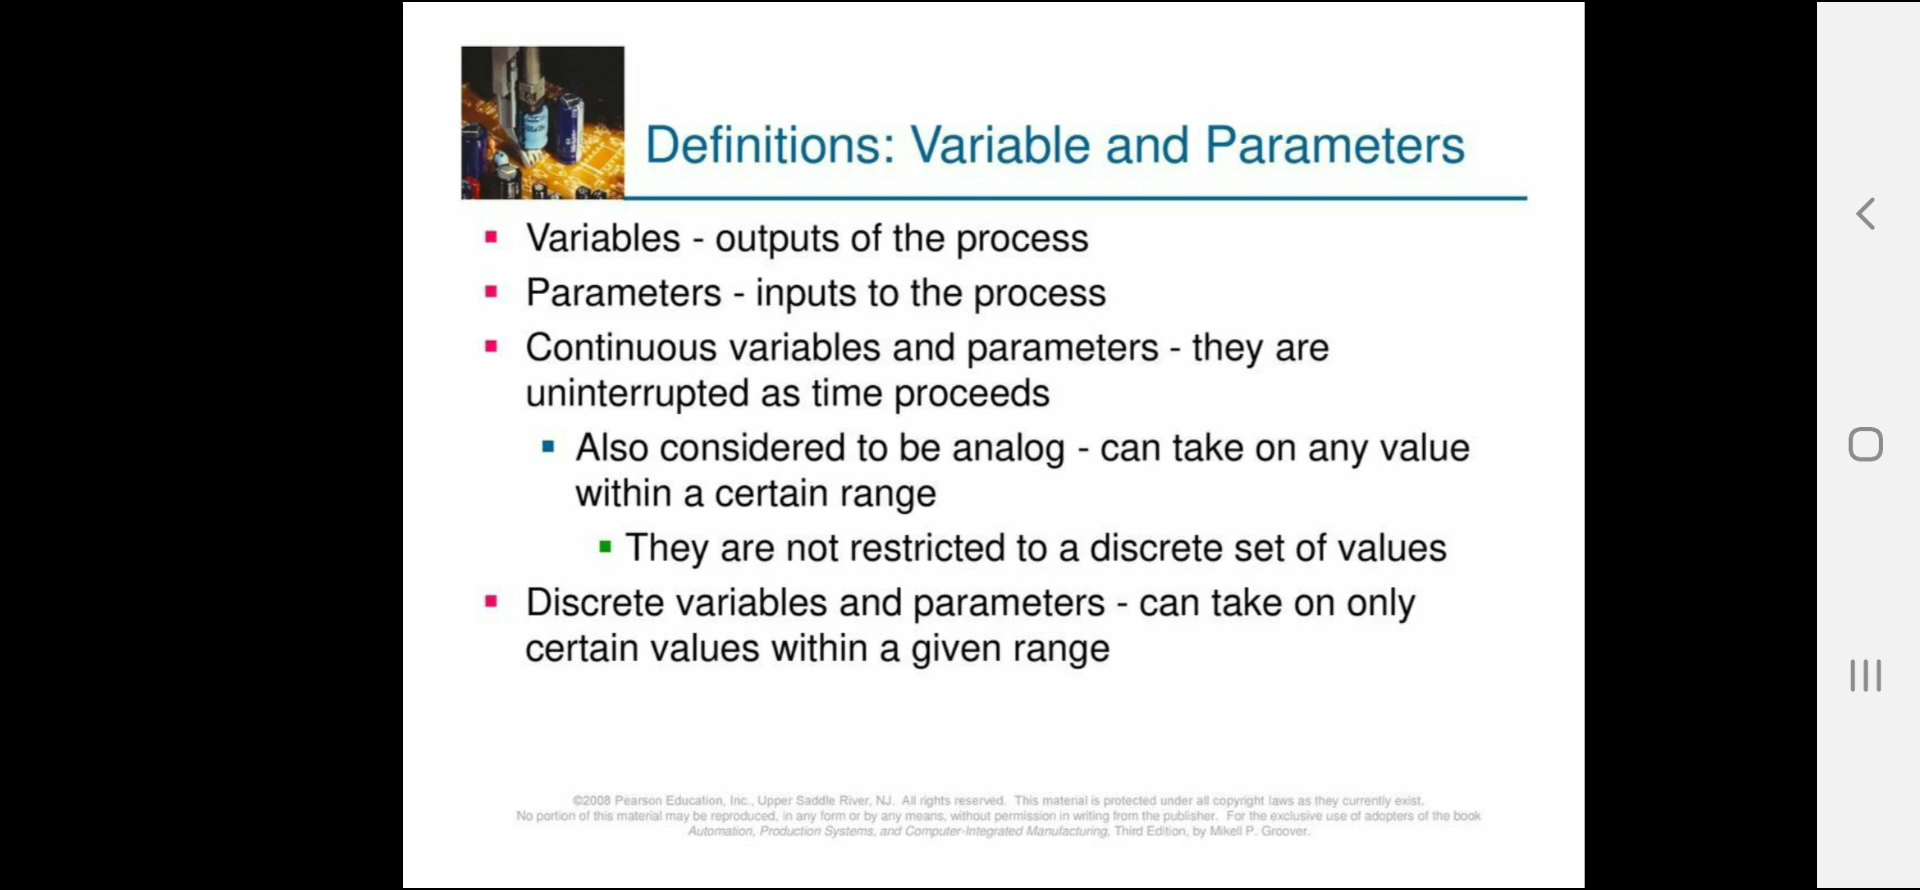 Definitions: Variable and Parameters
Variables - outputs of the process
Parameters - inputs to the process
Continuous variables and parameters - they are
uninterrupted as time proceeds
Also considered to be analog - can take on any value
within a certain range
They are not restricted to a discrete set of values
Discrete variables and parameters - can take on only
certain values within a given range
©2008 Pearson Education, Inc., Upper Saddle River, NJ. All rights reserved. This material is protected under all copyright laws as they currently exist.
No portion of this material may be reproduced, in any form or by any means, without permission in writing from the publisher. For the exclusive use of adopters of the book
Automation, Production Systems, and Computer-Integrated Manufacturing, Third Edition, by Mikell P. Groover.